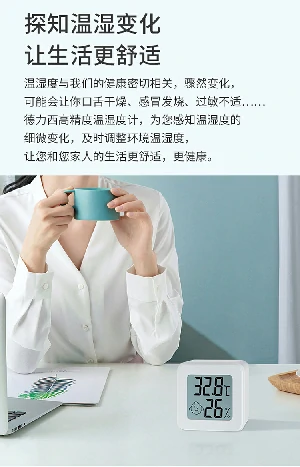 探知温湿变化
让生活更舒适
温湿度与我们的健康密切相关，骤然变化，
可能会让你口舌干燥、感冒发烧、过敏不适……
德力西高精度温湿度计，为您感知温湿度的
细微变化，及时调整环境温湿度，
让您和您家人的生活更舒适，更健康。
32.8℃
26%